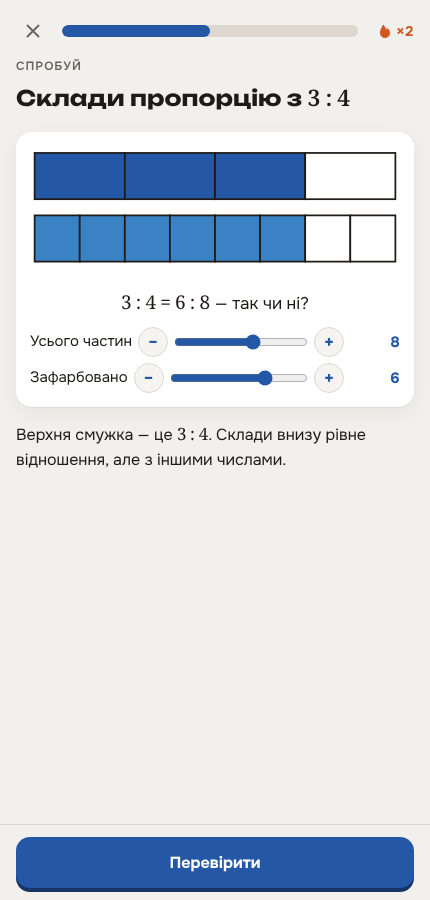 ×2
СПРОБУЙ
Склади пропорцію з 3 : 4
3 : 4 = 6 : 8 – так чи ні?
Усього частин − + 8
Зафарбовано − + 6
Верхня смужка — це 3 : 4. Склади внизу рівне
відношення, але з іншими числами.
Перевірити